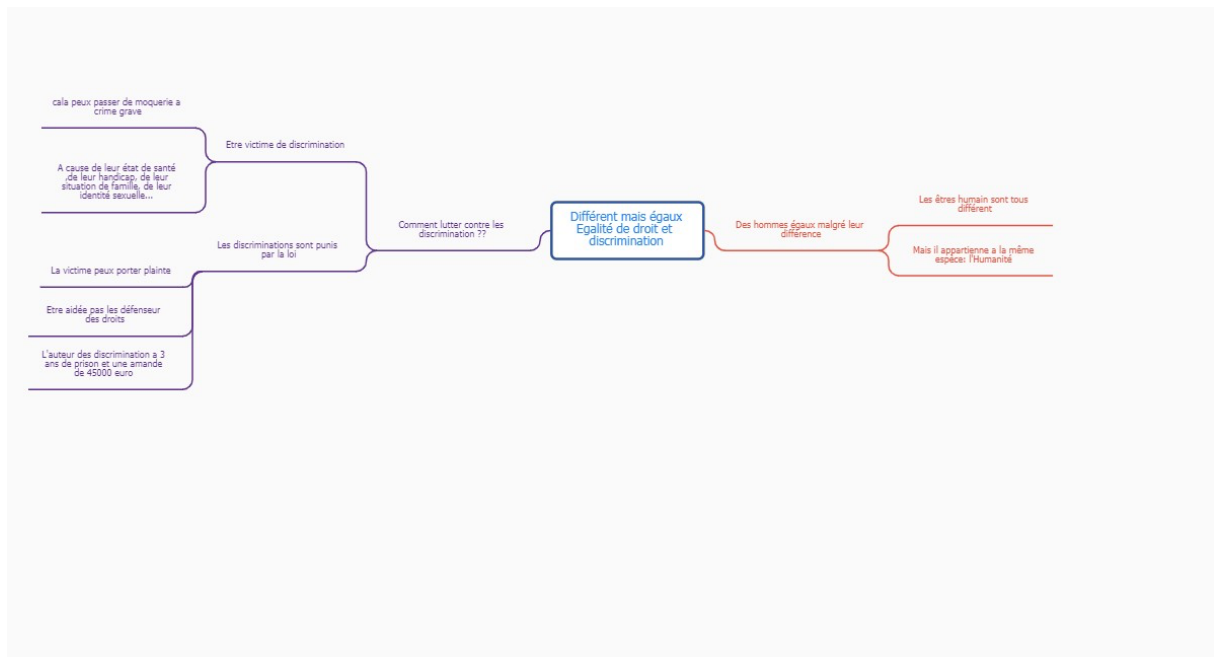 cala peux passer de moquerie a
crime grave
Etre victime de discrimination
A cause de leur état de santé
,de leur handicap, de leur
situation de famille, de leur
identité sexuelle...
Comment lutter contre les
discrimination ??
Les discriminations sont punis
par la loi
La victime peux porter plainte
Etre aidée pas les défenseur
des droits
L'auteur des discrimination a 3
ans de prison et une amande
de 45000 euro
Différent mais égaux
Egalité de droit et
discrimination
Des hommes égaux malgré leur
différence
Les êtres humain sont tous
différent
Mais il appartienne a la même
espéce: l'Humanité